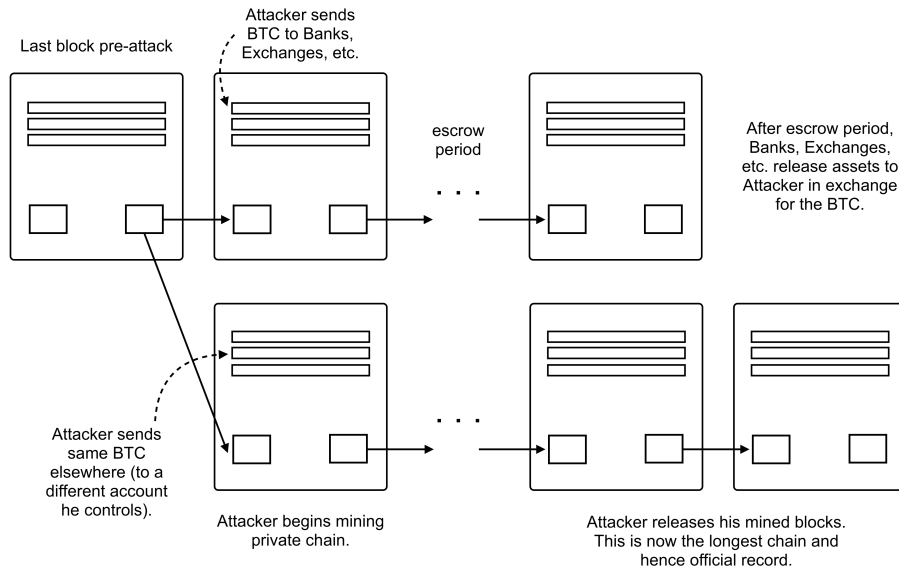 Last block pre-attack
Attacker sends
BTC to Banks,
Exchanges, etc.
escrow
period
. . .
After escrow period,
Banks, Exchanges,
etc. release assets to
Attacker in exchange
for the BTC.
Attacker sends
same BTC
elsewhere (to a
different account
he controls).
. . .
Attacker begins mining
private chain.
Attacker releases his mined blocks.
This is now the longest chain and
hence official record.